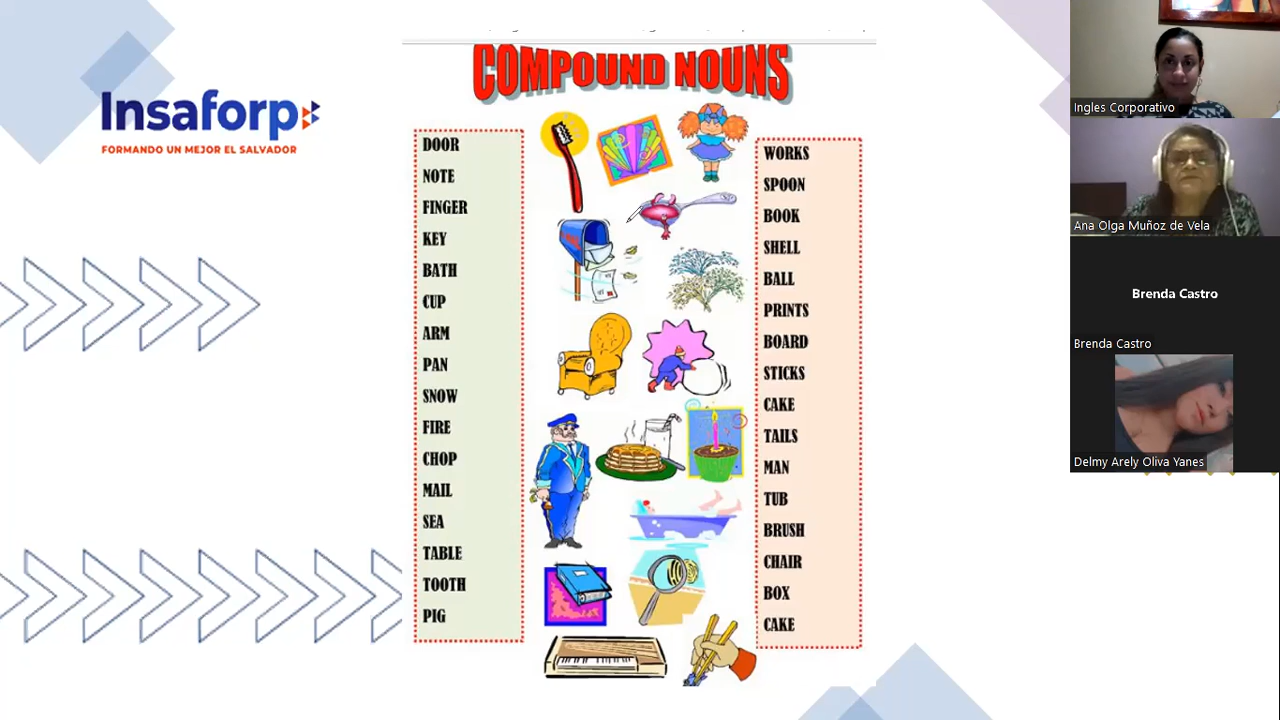 COMPOUND NOUNS
Insaforp
FORMANDO UN MEJOR EL SALVADOR
DOOR
NOTE
FINGER
KEY
BATH
CUP
ARM
PAN
SNOW
FIRE
CHOP
MAIL
SEA
TABLE
TOOTH
PIG
WORKS
SPOON
BOOK
SHELL
BALL
PRINTS
BOARD
STICKS
CAKE
TAILS
MAN
TUB
BRUSH
CHAIR
BOX
CAKE
Ingles Corporativo
Ana Olga Muñoz de Vela
Brenda Castro
Brenda Castro
Delmy Arely Oliva Yanes